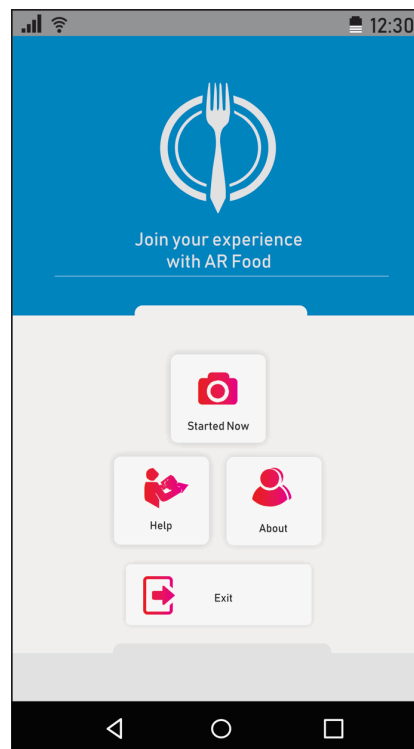 12:30
Join your experience
with AR Food
Started Now
Help
About
Exit